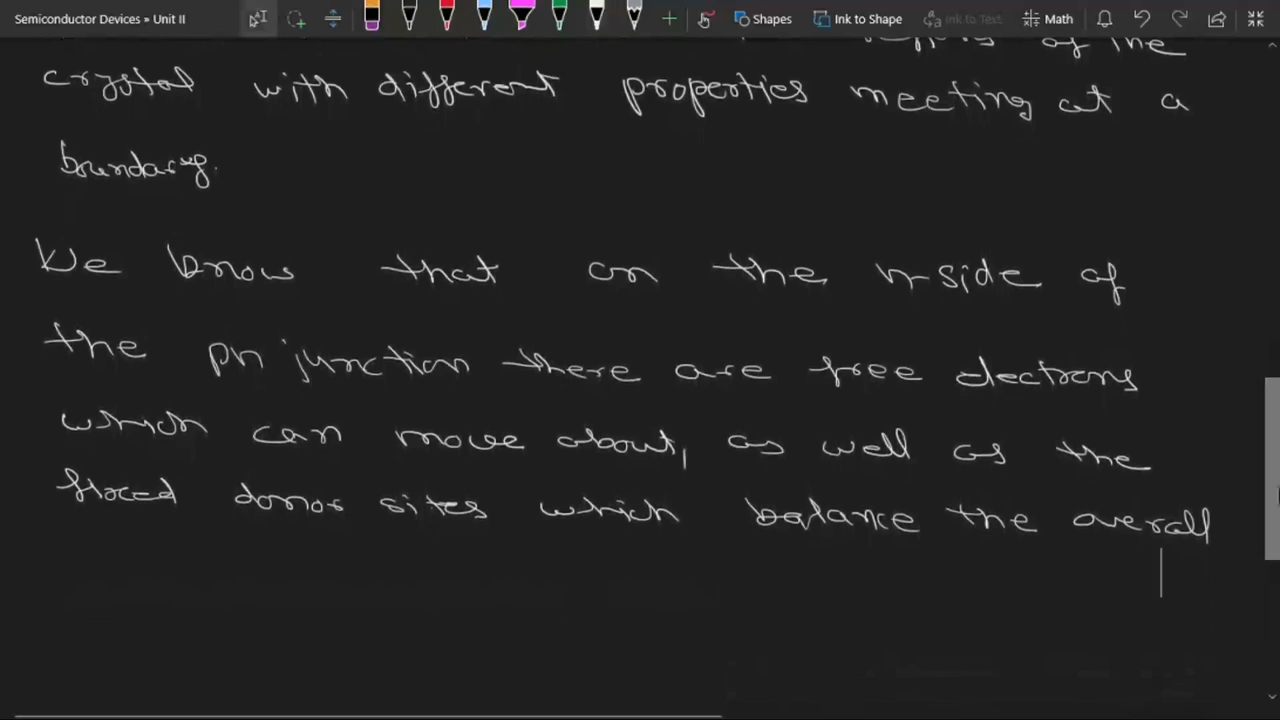 Semiconductor Devices » Unit II
Shapes Ink to Shape Ink to Text Math
of the
crystal with different properties meeting at a
boundary.
We know that on the n-side of
the pn junction there are free electrons
which can move about, as well as the
fixed donor sites which balance the overall